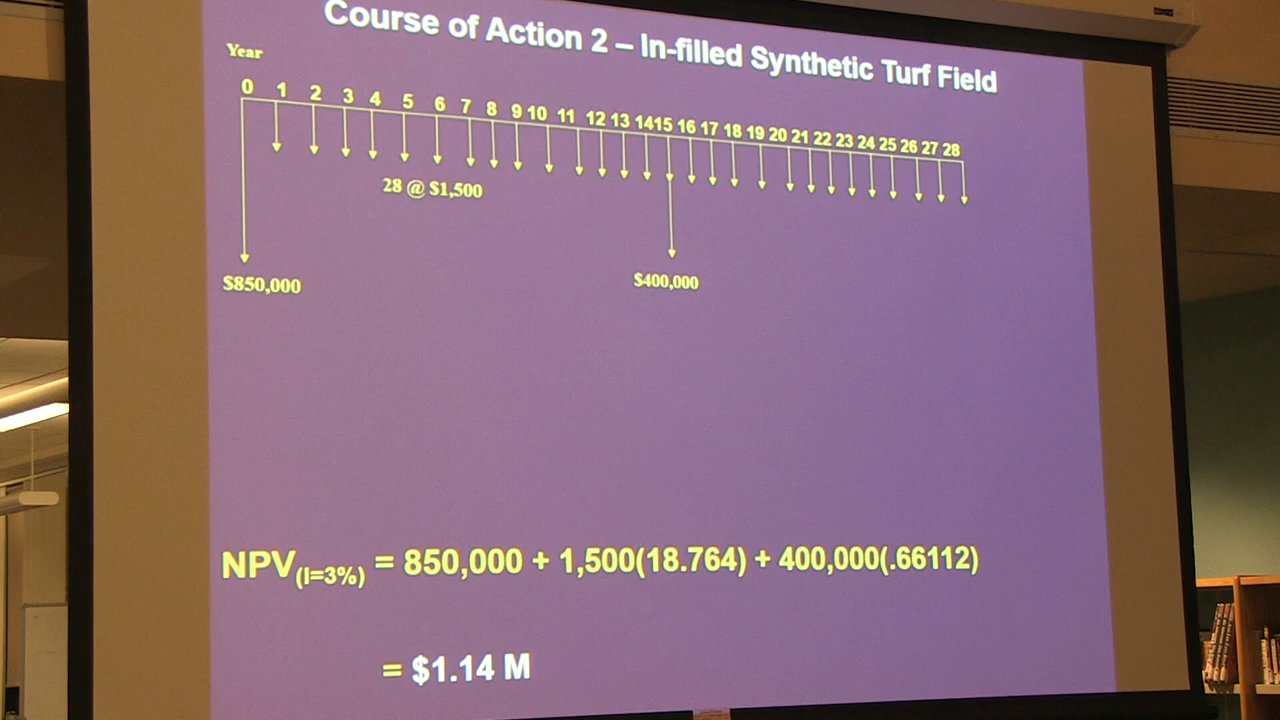 Course of Action 2 – In-filled Synthetic Turf Field
Year
0 1 2 3 4 5 6 7 8 9 10 11 12 13 14 15 16 17 18 19 20 21 22 23 24 25 26 27 28
28 @ $1,500
$850,000
$400,000
NPV(I=3%) = 850,000 + 1,500(18.764) + 400,000(.66112)
= $1.14 M